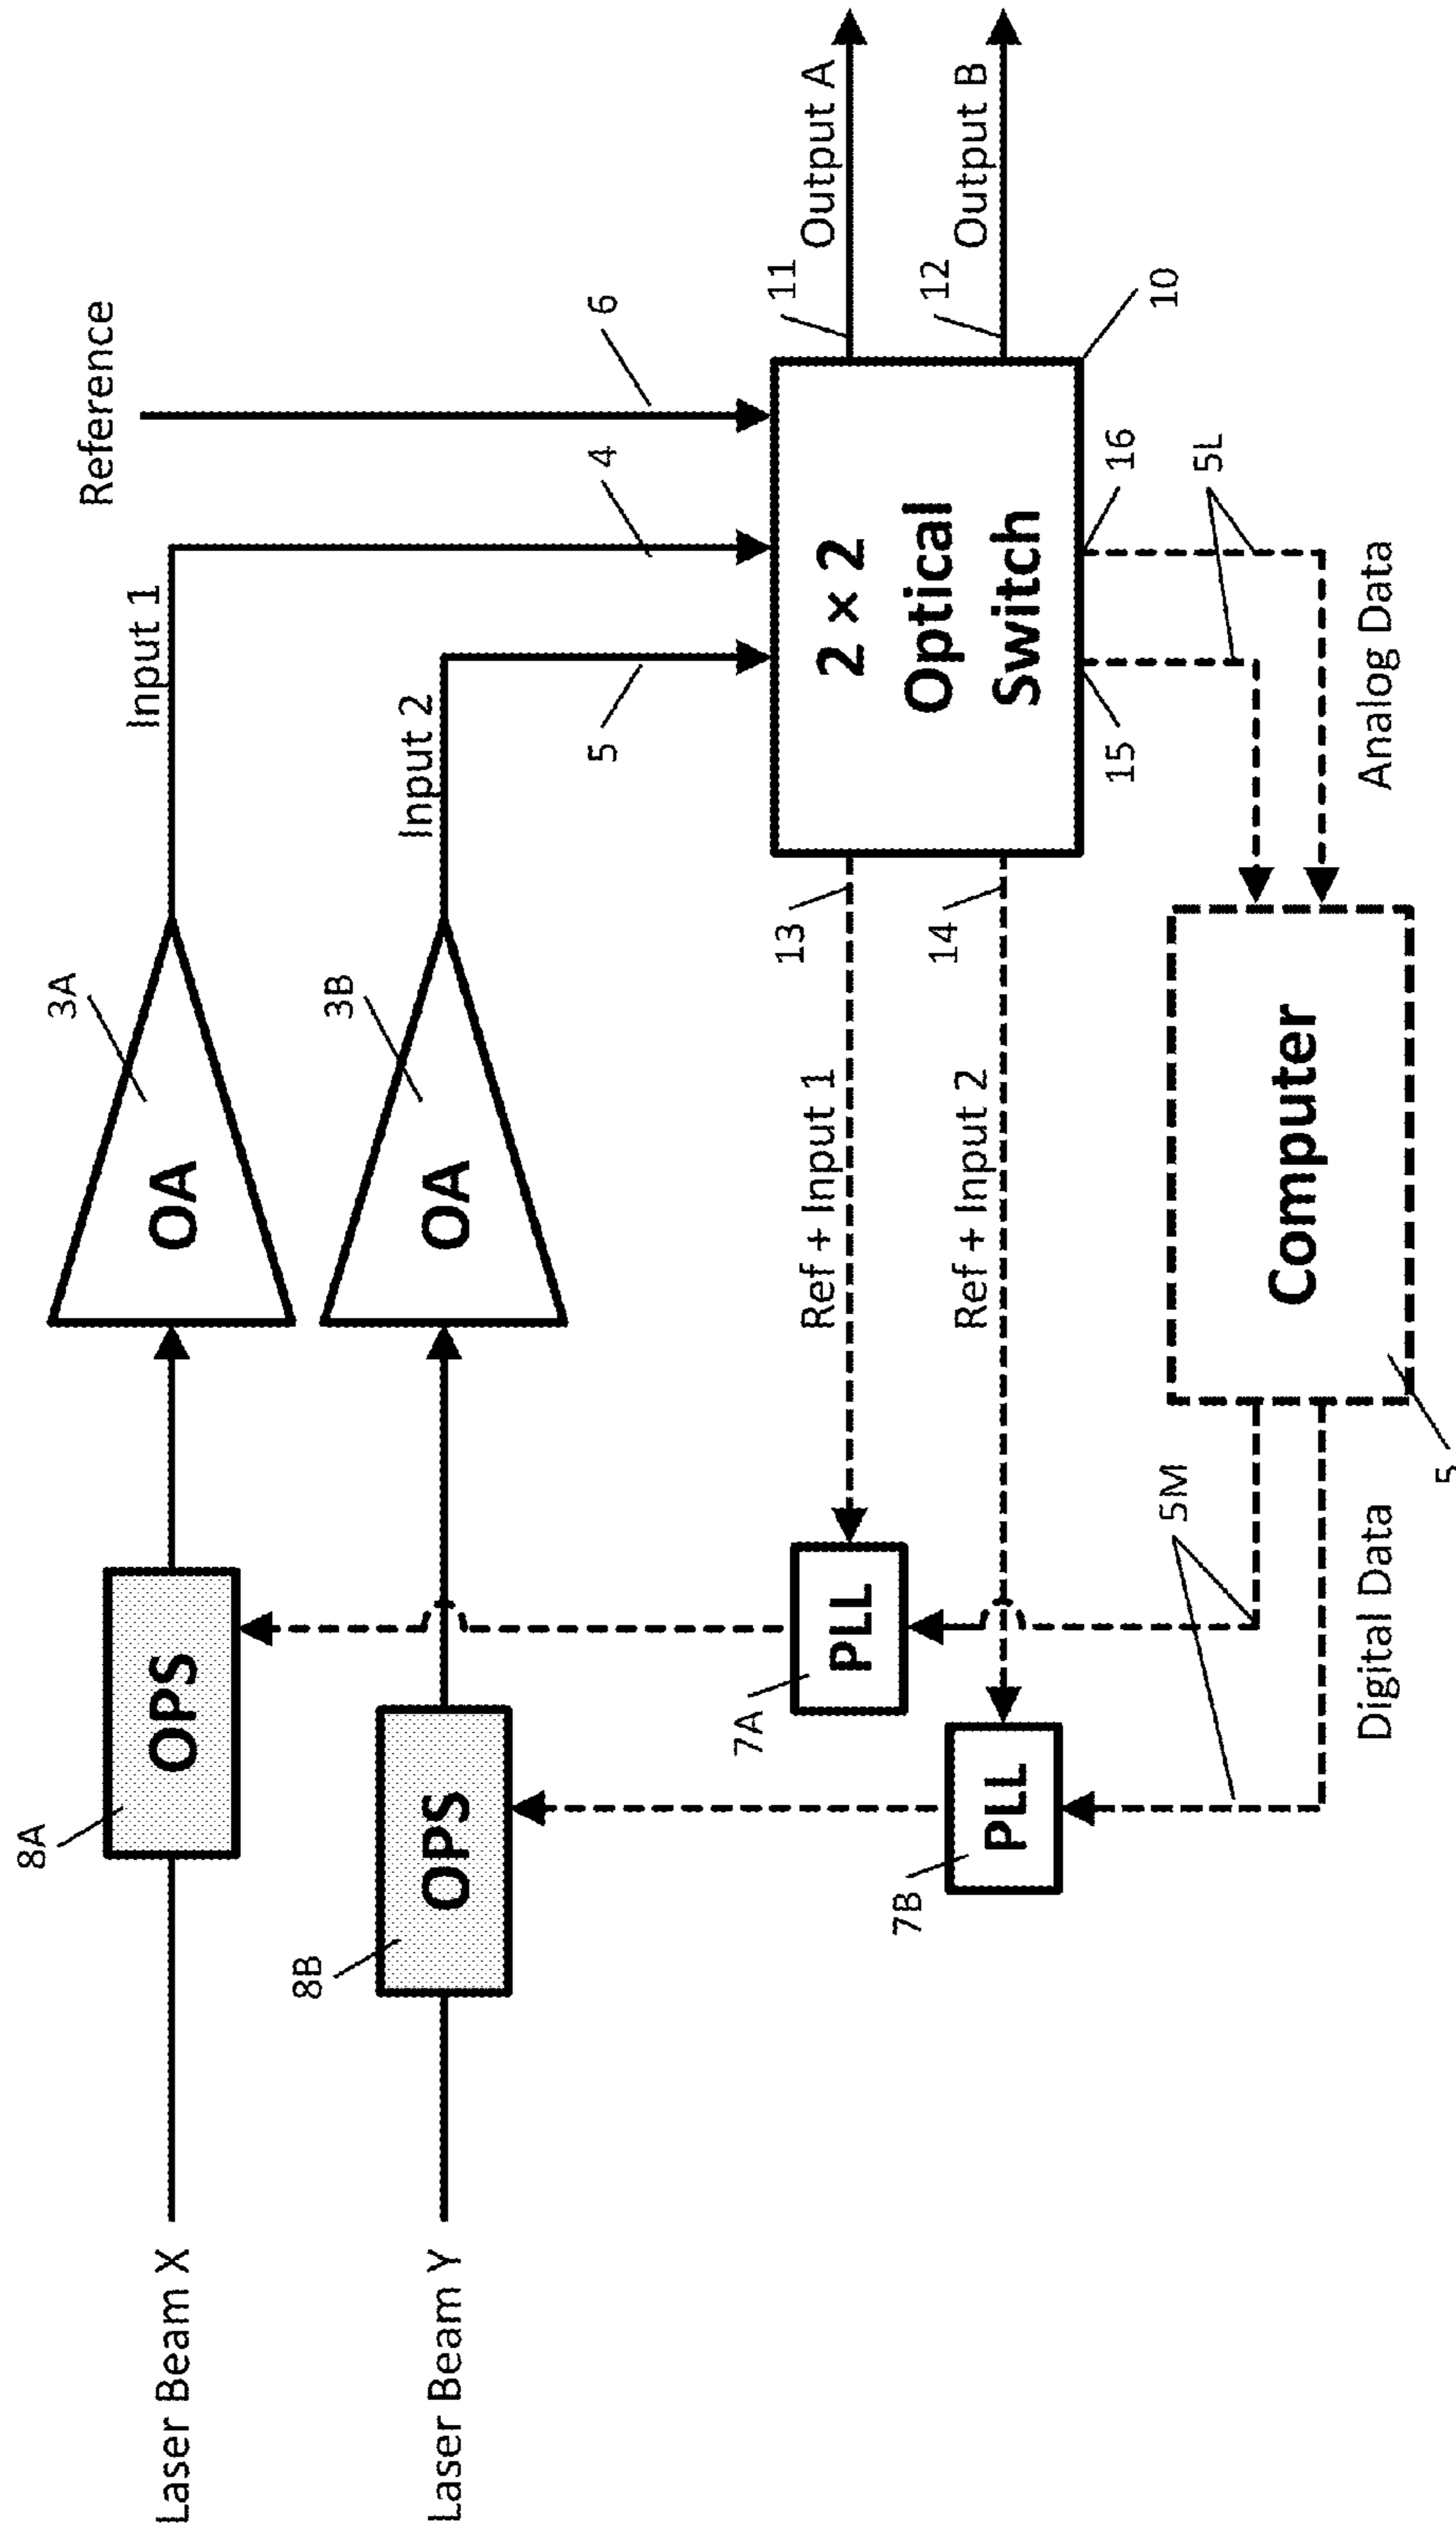 Laser Beam X
8A
OPS
3A
OA
Input 1
Reference
Laser Beam Y
8B
OPS
3B
OA
Input 2
5
4
6
7A
PLL
Ref + Input 1
13
2 × 2
Optical
Switch
11
Output A
7B
PLL
Ref + Input 2
14
12
Output B
15
16
10
5M
5L
Computer
Digital Data
Analog Data
5